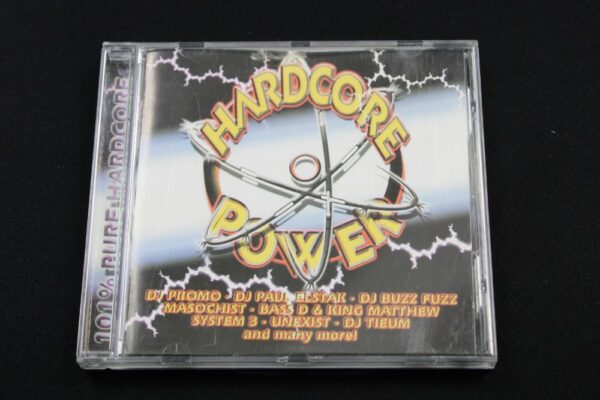 HARDCORE
POWER
DJ PROMO - DJ PAUL ELSTAK - DJ BUZZ FUZZ
MASOCHIST - BASS D & KING MATTHEW
SYSTEM 3 - UNEXIST - DJ TIEUM
and many more!
101% PURE HARDCORE